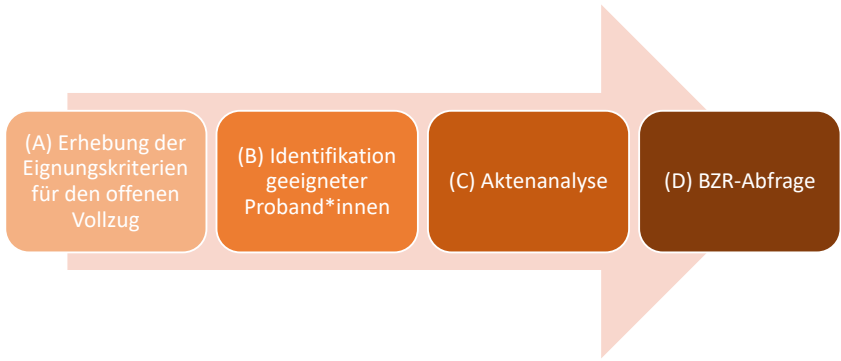 (A) Erhebung der
Eignungskriterien
für den offenen
Vollzug
(B) Identifikation
geeigneter
Proband*innen
(C) Aktenanalyse
(D) BZR-Abfrage